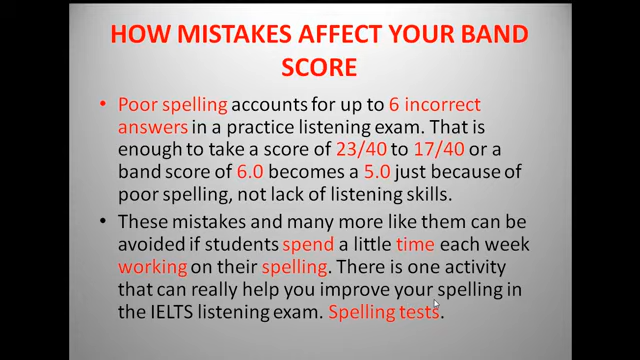 HOW MISTAKES AFFECT YOUR BAND
SCORE
• Poor spelling accounts for up to 6 incorrect
answers in a practice listening exam. That is
enough to take a score of 23/40 to 17/40 or a
band score of 6.0 becomes a 5.0 just because of
poor spelling, not lack of listening skills.
• These mistakes and many more like them can be
avoided if students spend a little time each week
working on their spelling. There is one activity
that can really help you improve your spelling in
the IELTS listening exam. Spelling tests.